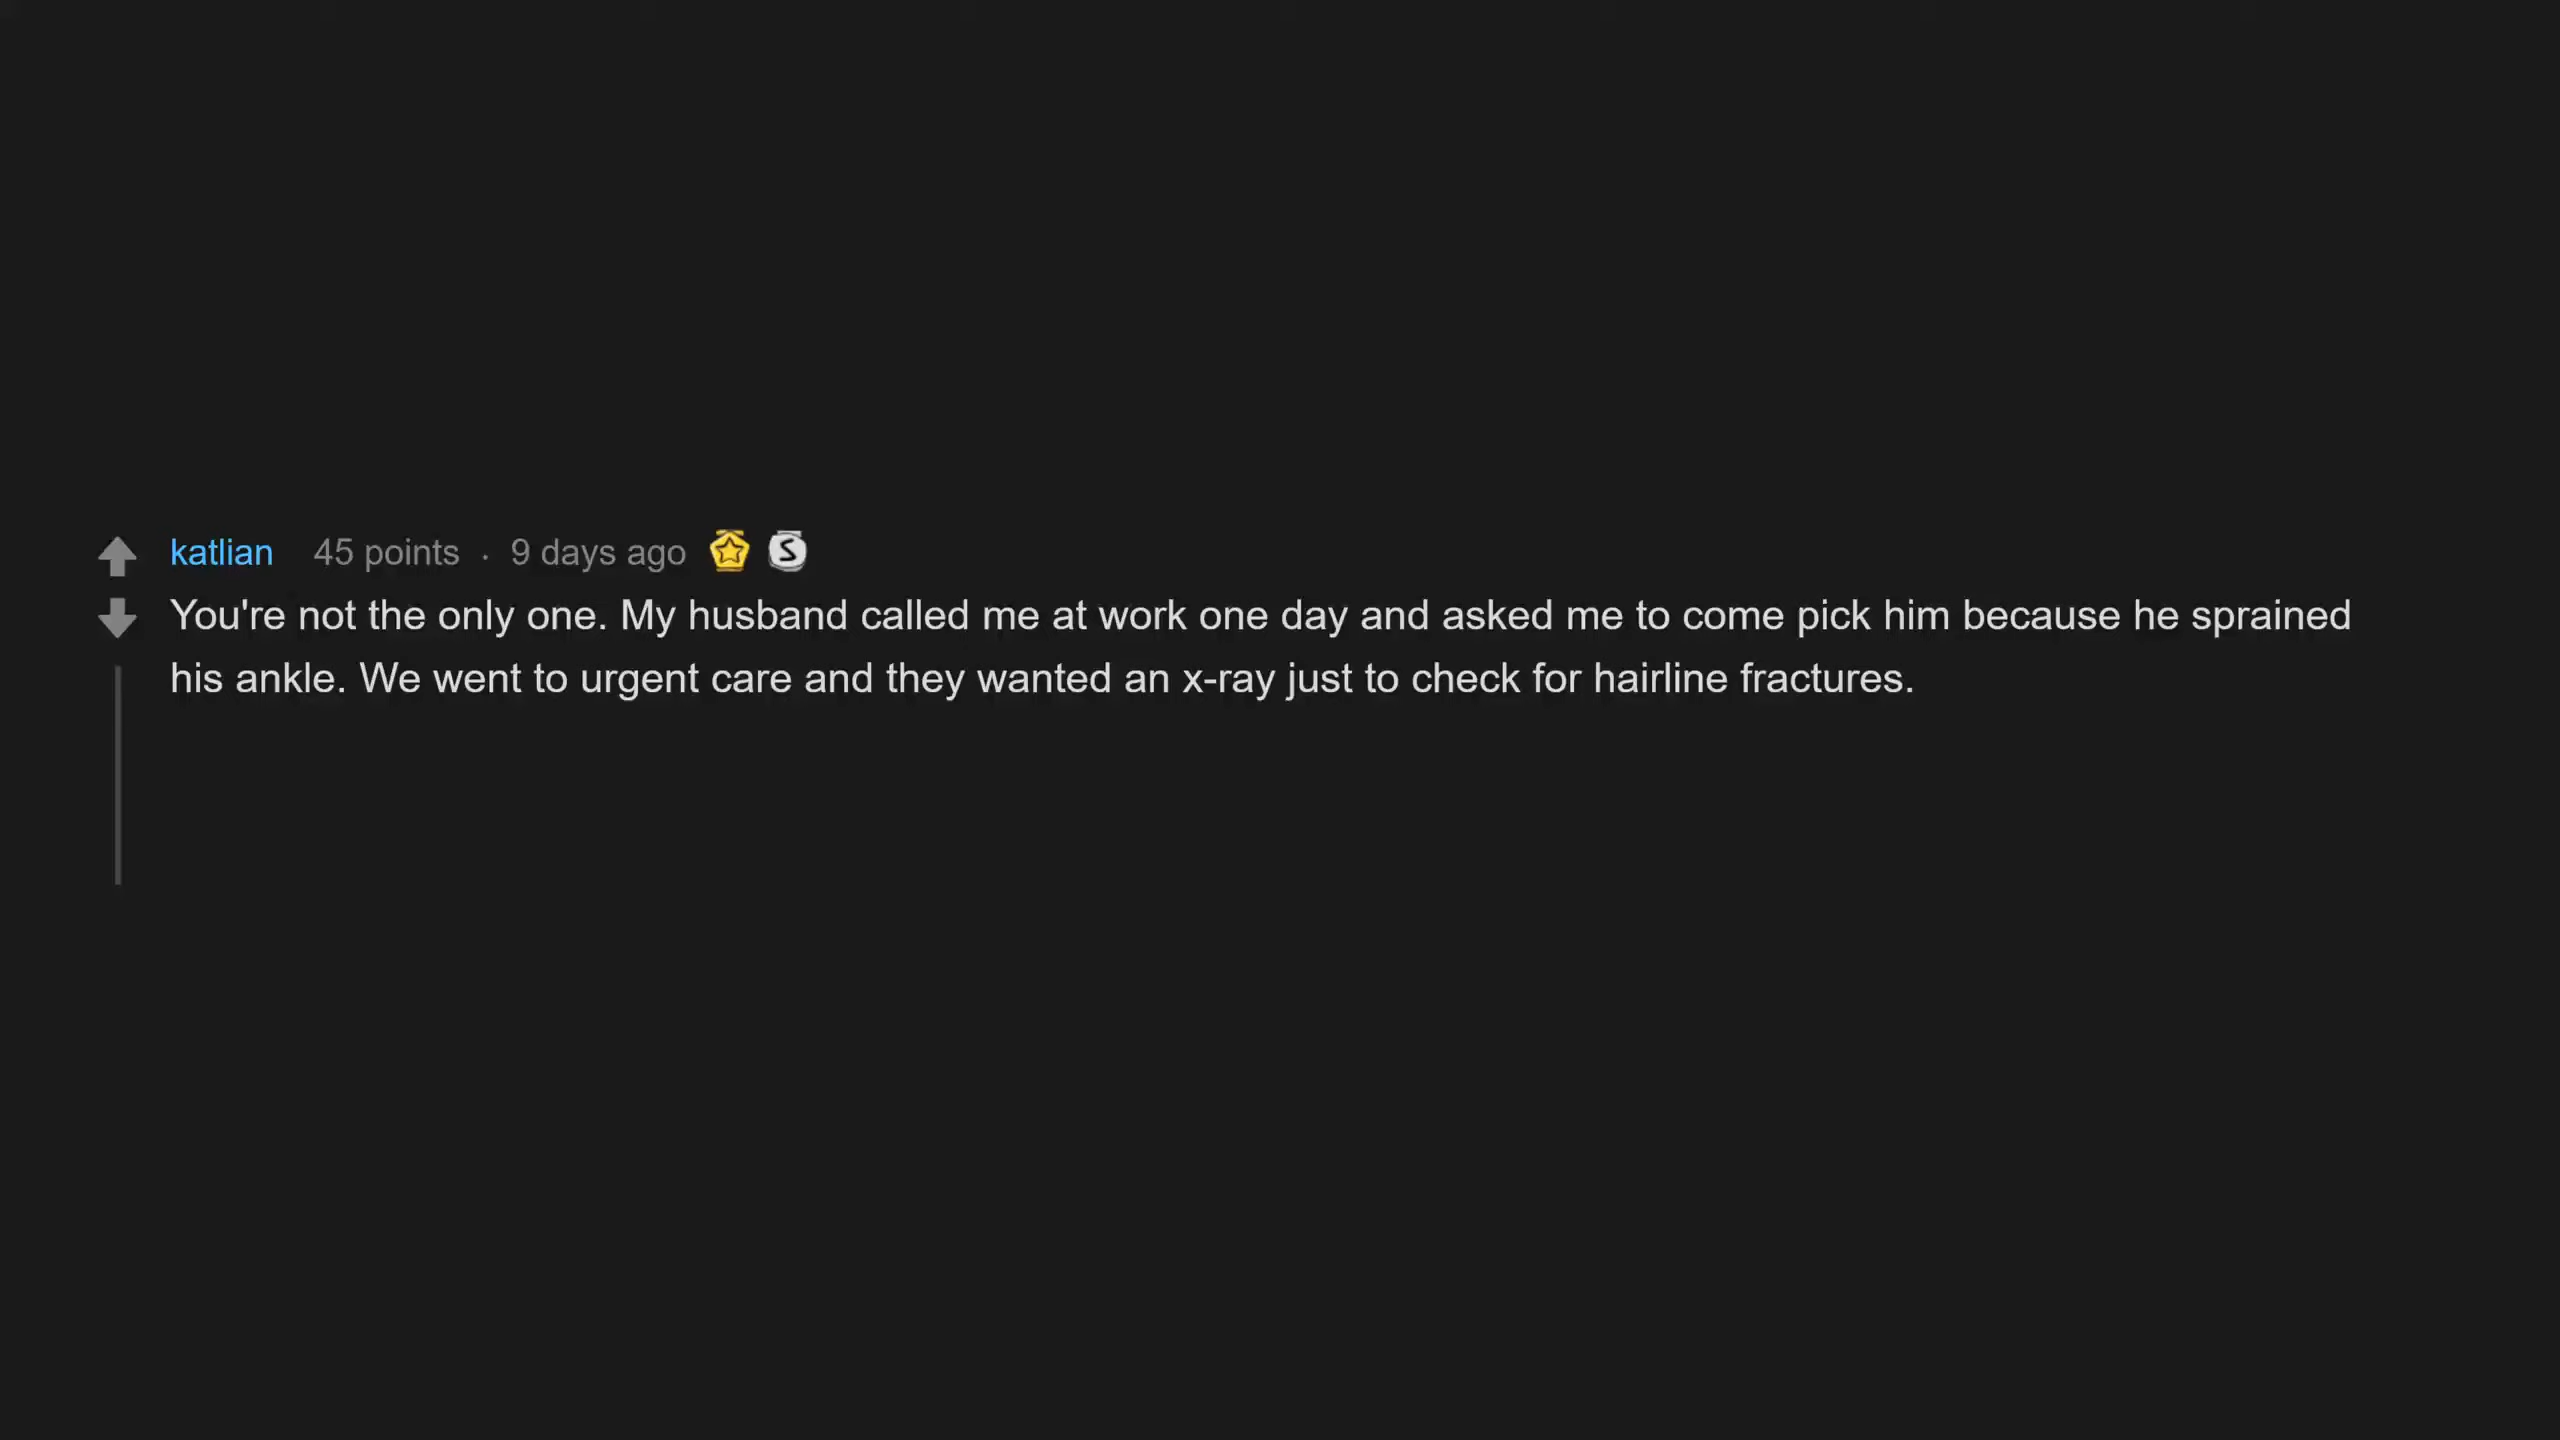 katlian 45 points · 9 days ago
You're not the only one. My husband called me at work one day and asked me to come pick him because he sprained
his ankle. We went to urgent care and they wanted an x-ray just to check for hairline fractures.